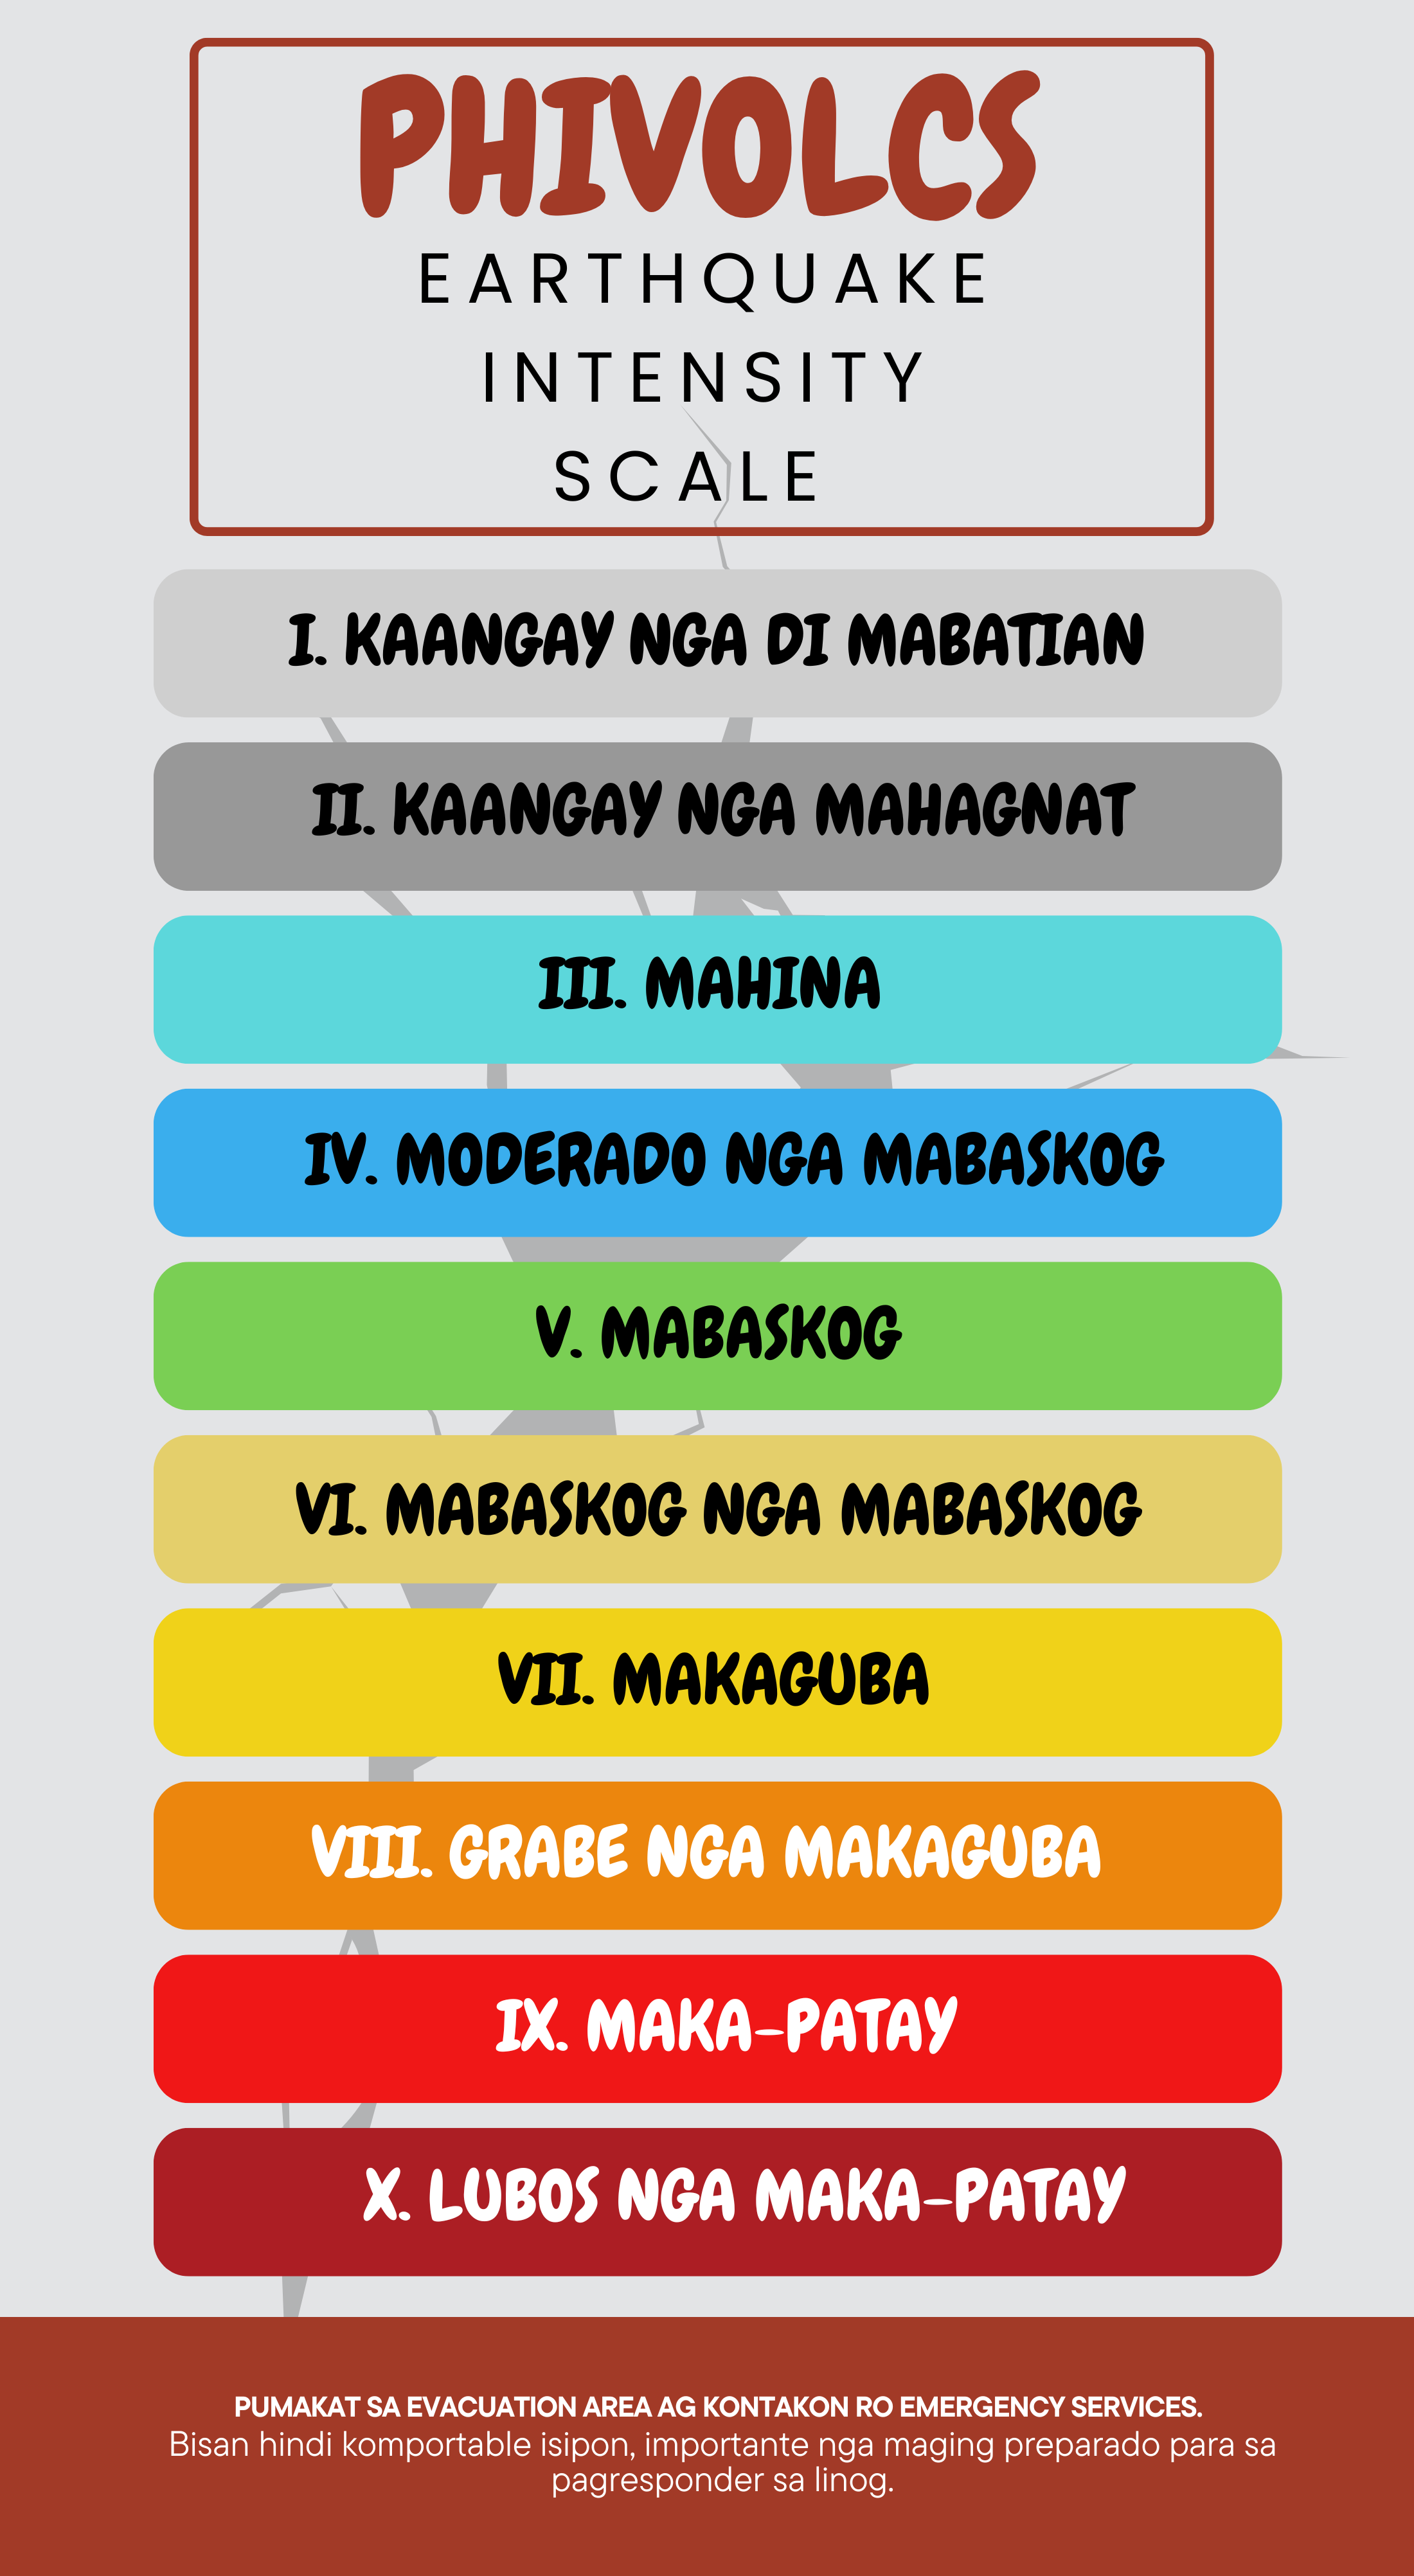 PHIVOLCS
EARTHQUAKE
INTENSITY
SCALE
I. KAANGAY NGA DI MABATIAN
II. KAANGAY NGA MAHAGNAT
III. MAHINA
IV. MODERADO NGA MABASKOG
V. MABASKOG
VI. MABASKOG NGA MABASKOG
VII. MAKAGUBA
VIII. GRABE NGA MAKAGUBA
IX. MAKA-PATAY
X. LUBOS NGA MAKA-PATAY
PUMAKAT SA EVACUATION AREA AG KONTAKON RO EMERGENCY SERVICES.
Bisan hindi komportable isipon, importante nga maging preparado para sa
pagresponder sa linog.